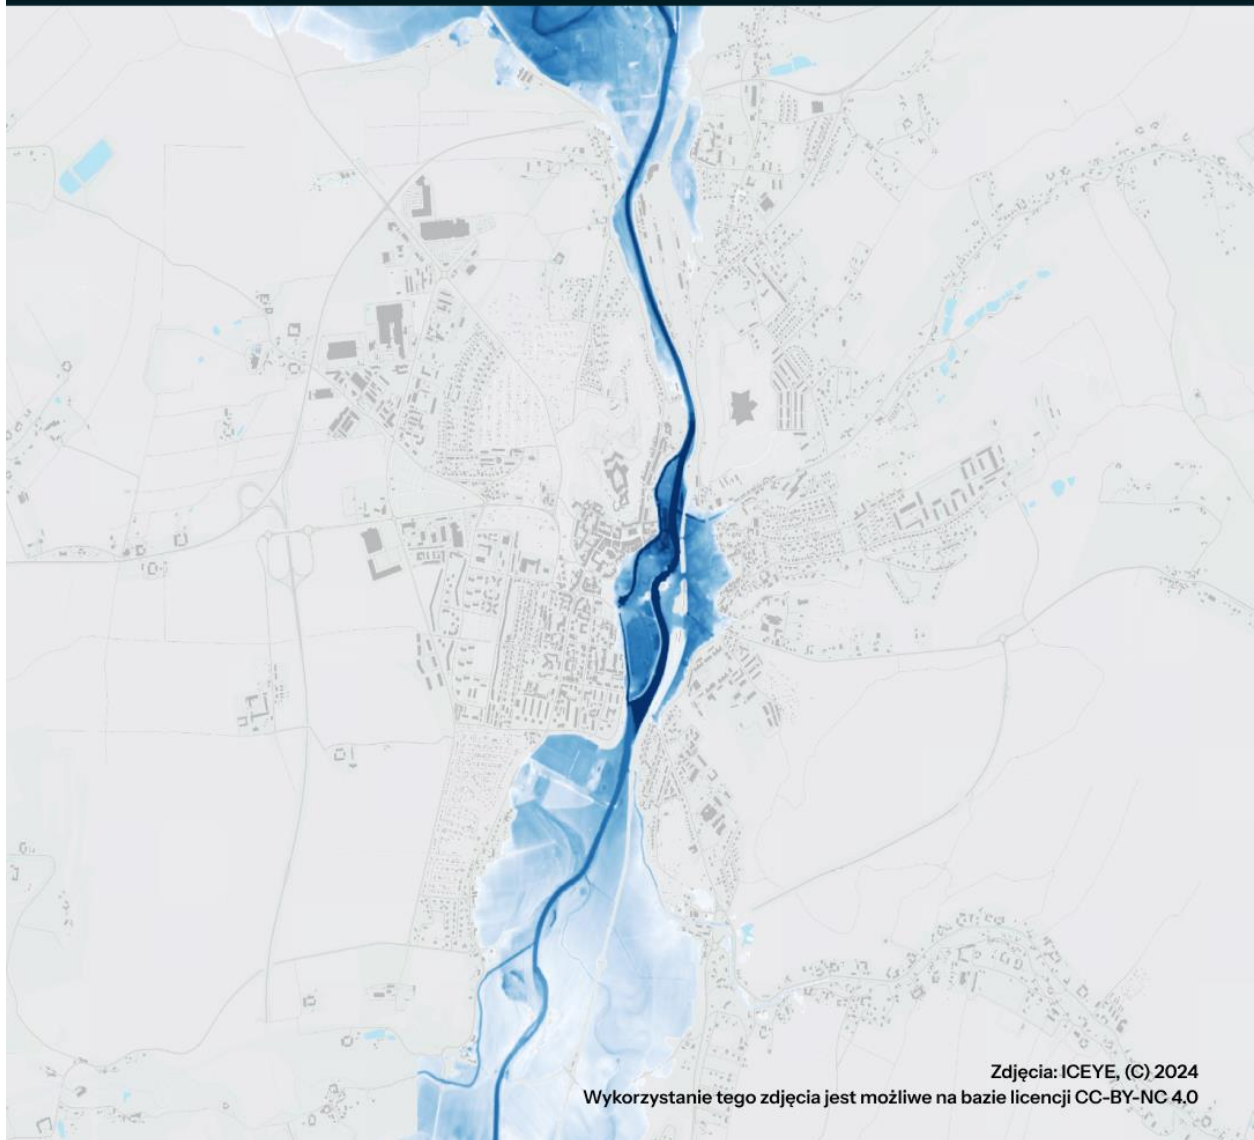 Zdjęcia: ICEYE, (C) 2024
Wykorzystanie tego zdjęcia jest możliwe na bazie licencji CC-BY-NC 4.0